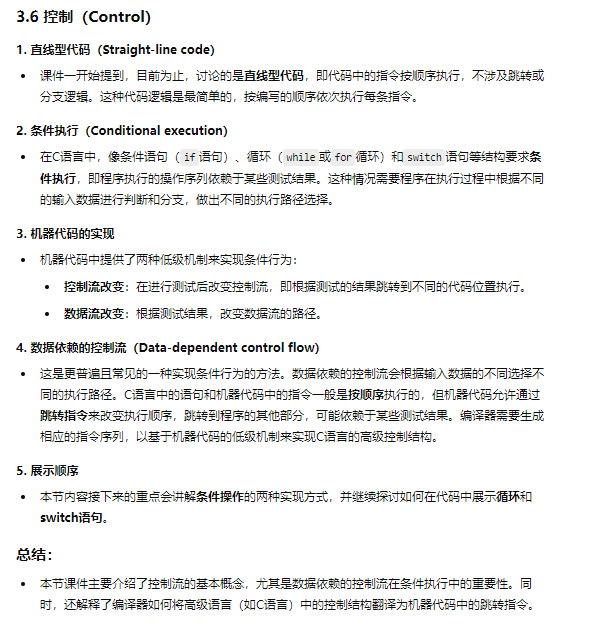 3.6 控制（Control）
1. 直线型代码（Straight-line code）
• 课件一开始提到，目前为止，讨论的是直线型代码，即代码中的指令按顺序执行，不涉及跳转或
分支逻辑。这种代码逻辑是最简单的，按编写的顺序依次执行每条指令。
2. 条件执行（Conditional execution）
• 在C语言中，像条件语句（if语句）、循环（while或for循环）和switch语句等结构要求条
件执行，即程序执行的操作序列依赖于某些测试结果。这种情况需要程序在执行过程中根据不同
的输入数据进行判断和分支，做出不同的执行路径选择。
3. 机器代码的实现
• 机器代码中提供了两种低级机制来实现条件行为：
• 控制流改变：在进行测试后改变控制流，即根据测试的结果跳转到不同的代码位置执行。
• 数据流改变：根据测试结果，改变数据流的路径。
4. 数据依赖的控制流（Data-dependent control flow）
• 这是更普遍且常见的一种实现条件行为的方法。数据依赖的控制流会根据输入数据的不同选择不
同的执行路径。C语言中的语句和机器代码中的指令一般是按顺序执行的，但机器代码允许通过
跳转指令来改变执行顺序，跳转到程序的其他部分，可能依赖于某些测试结果。编译器需要生成
相应的指令序列，以基于机器代码的低级机制来实现C语言的高级控制结构。
5. 展示顺序
• 本节内容接下来的重点会讲解条件操作的两种实现方式，并继续探讨如何在代码中展示循环和
switch语句。
总结：
• 本节课件主要介绍了控制流的基本概念，尤其是数据依赖的控制流在条件执行中的重要性。同
时，还解释了编译器如何将高级语言（如C语言）中的控制结构翻译为机器代码中的跳转指令。